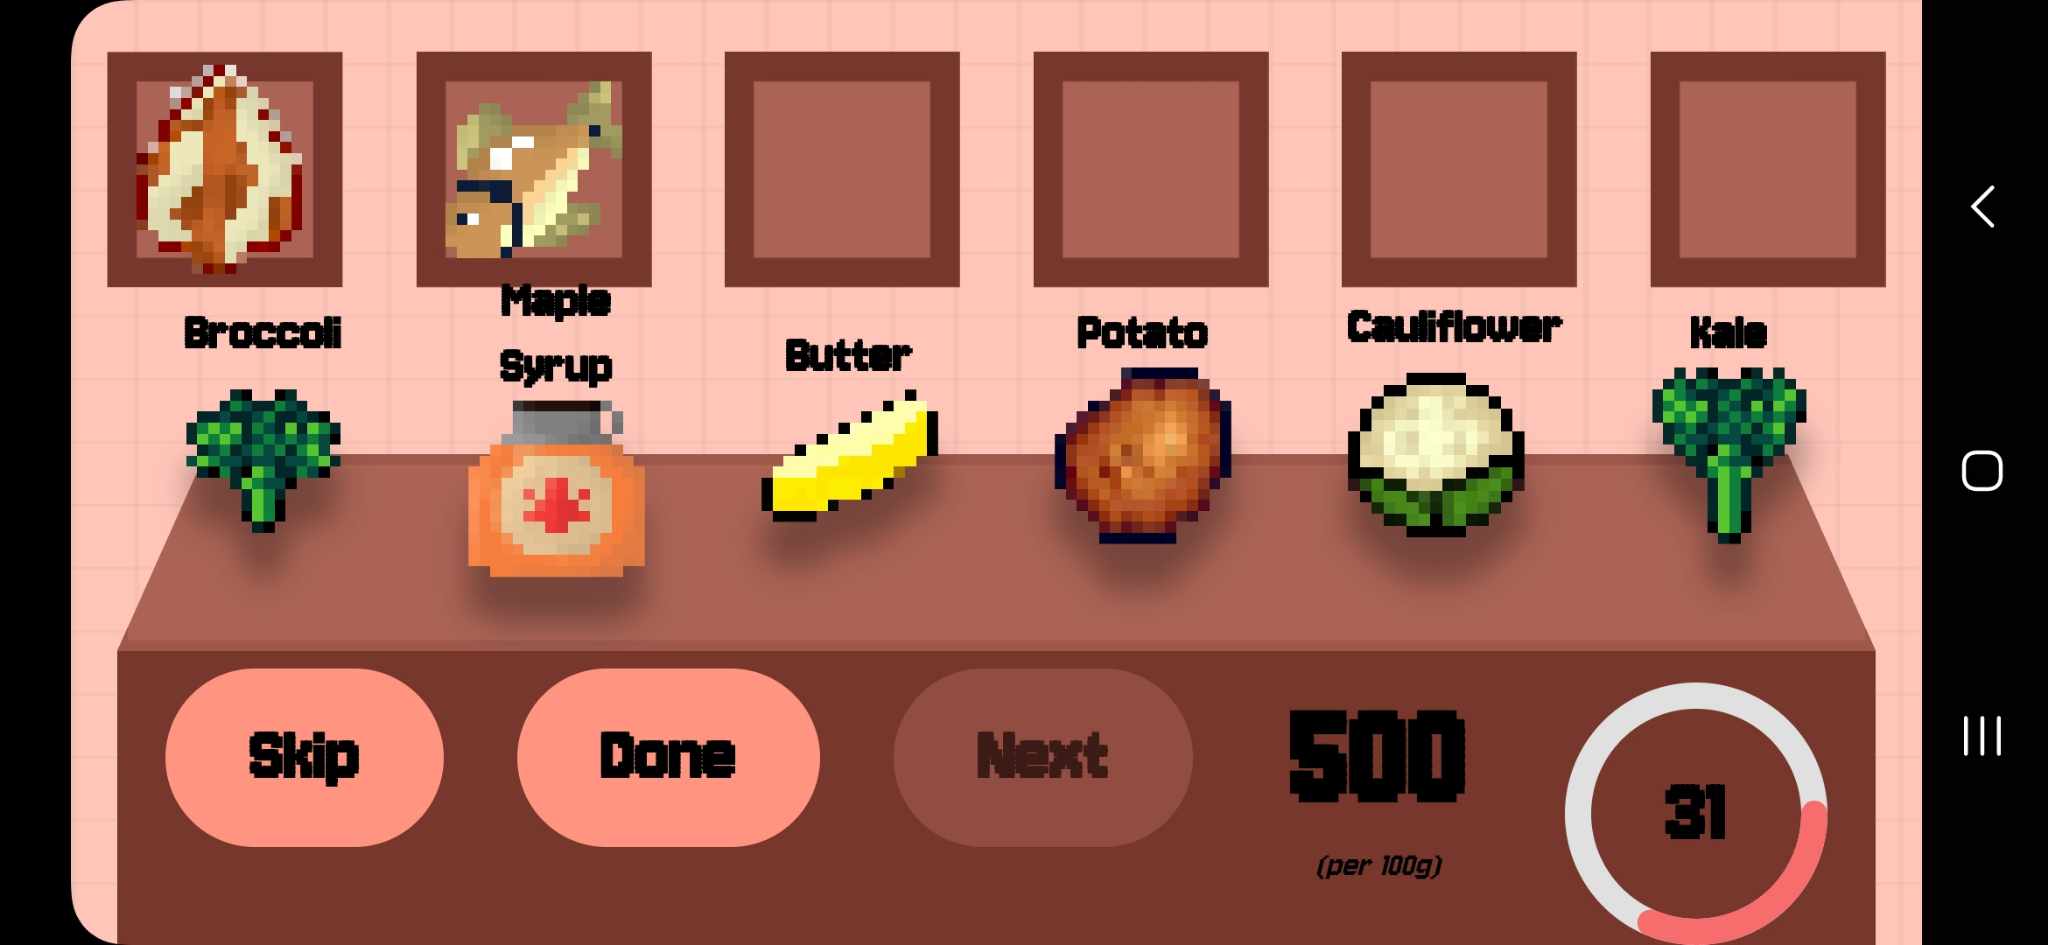 Broccoli
Maple
Syrup
Butter
Potato
Cauliflower
Kale
Skip
Done
Next
500
(per 100g)
31